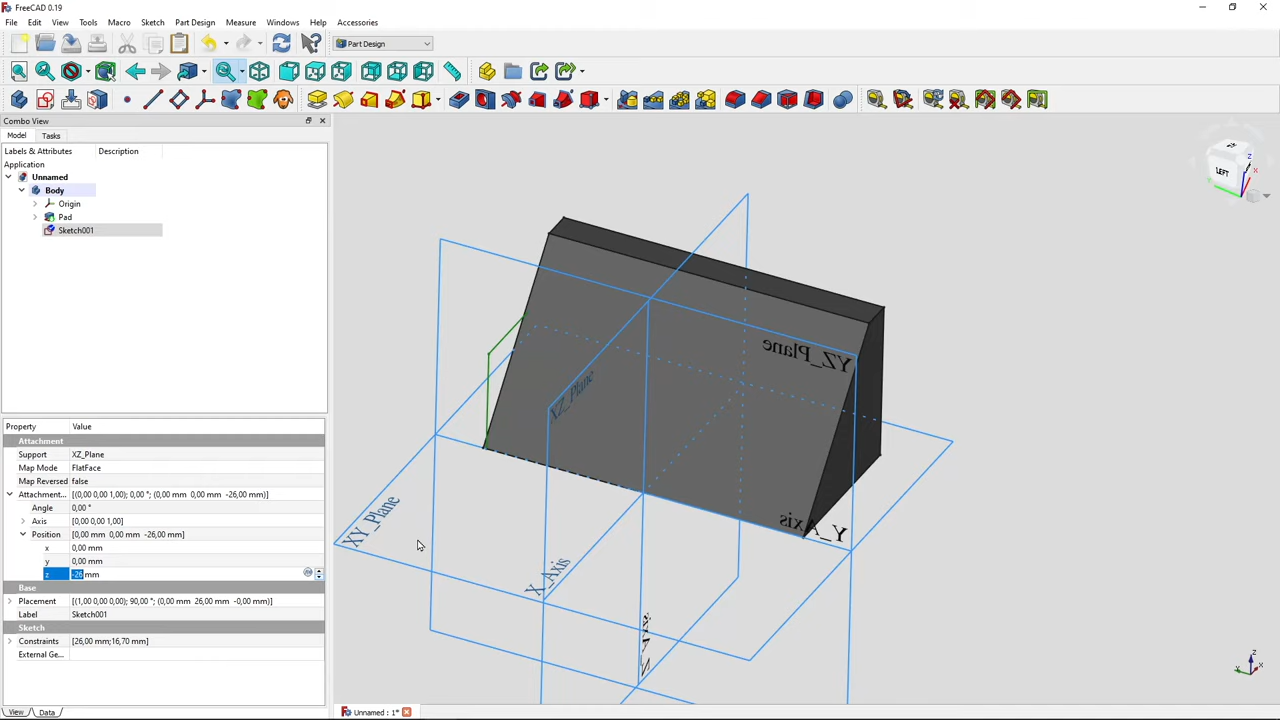 FreeCAD 0.19
File Edit View Tools Macro Sketch Part Design Measure Windows Help Accessories
Part Design
Combo View
Model Tasks
Labels & Attributes Description
Application
Unnamed
Body
Origin
Pad
Sketch001
Property Value
Attachment
Support XZ_Plane
Map Mode FlatFace
Map Reversed false
Attachment... [(0,00 0,00 1,00); 0,00 °; (0,00 mm 0,00 mm -26,00 mm)]
Angle 0,00 °
Axis [0,00 0,00 1,00]
Position [0,00 mm 0,00 mm -26,00 mm]
x 0,00 mm
y 0,00 mm
z -26 mm
Base
Placement [(1,00 0,00 0,00); 90,00 °; (0,00 mm 26,00 mm -0,00 mm)]
Label Sketch001
Sketch
Constraints [26,00 mm;16,70 mm]
External Ge...
View Data
YZ_Plane
XZ_Plane
XY_Plane
Y_Axis
X_Axis
LEFT
Z
X
Unnamed : 1*